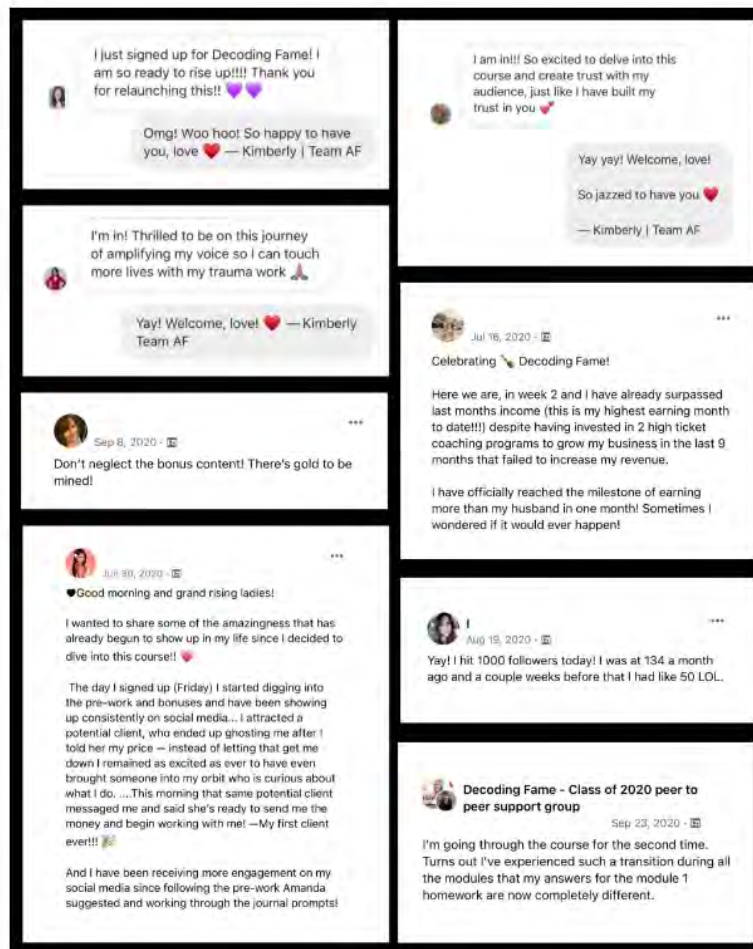 I just signed up for Decoding Fame! I
am so ready to rise up!!!! Thank you
for relaunching this!! 💜💜
Omg! Woo hoo! So happy to have
you, love ❤️ — Kimberly | Team AF
I'm in! Thrilled to be on this journey
of amplifying my voice so I can touch
more lives with my trauma work 🙏
Yay! Welcome, love! ❤️ — Kimberly
Team AF
Sep 8, 2020 ·
Don't neglect the bonus content! There's gold to be
mined!
Jun 30, 2020 ·
🖤Good morning and grand rising ladies!
I wanted to share some of the amazingness that has
already begun to show up in my life since I decided to
dive into this course!! 💗
The day I signed up (Friday) I started digging into
the pre-work and bonuses and have been showing
up consistently on social media... I attracted a
potential client, who ended up ghosting me after I
told her my price — instead of letting that get me
down I remained as excited as ever to have even
brought someone into my orbit who is curious about
what I do. ....This morning that same potential client
messaged me and said she's ready to send me the
money and begin working with me! —My first client
ever!!! 🎉
And I have been receiving more engagement on my
social media since following the pre-work Amanda
suggested and working through the journal prompts!
I am in!!! So excited to delve into this
course and create trust with my
audience, just like I have built my
trust in you 💕
Yay yay! Welcome, love!
So jazzed to have you ❤️
— Kimberly | Team AF
Jul 16, 2020 ·
Celebrating 🍾 Decoding Fame!
Here we are, in week 2 and I have already surpassed
last months income (this is my highest earning month
to date!!!) despite having invested in 2 high ticket
coaching programs to grow my business in the last 9
months that failed to increase my revenue.
I have officially reached the milestone of earning
more than my husband in one month! Sometimes I
wondered if it would ever happen!
Aug 19, 2020 ·
Yay! I hit 1000 followers today! I was at 134 a month
ago and a couple weeks before that I had like 50 LOL.
Decoding Fame - Class of 2020 peer to
peer support group
Sep 23, 2020 ·
I'm going through the course for the second time.
Turns out I've experienced such a transition during all
the modules that my answers for the module 1
homework are now completely different.